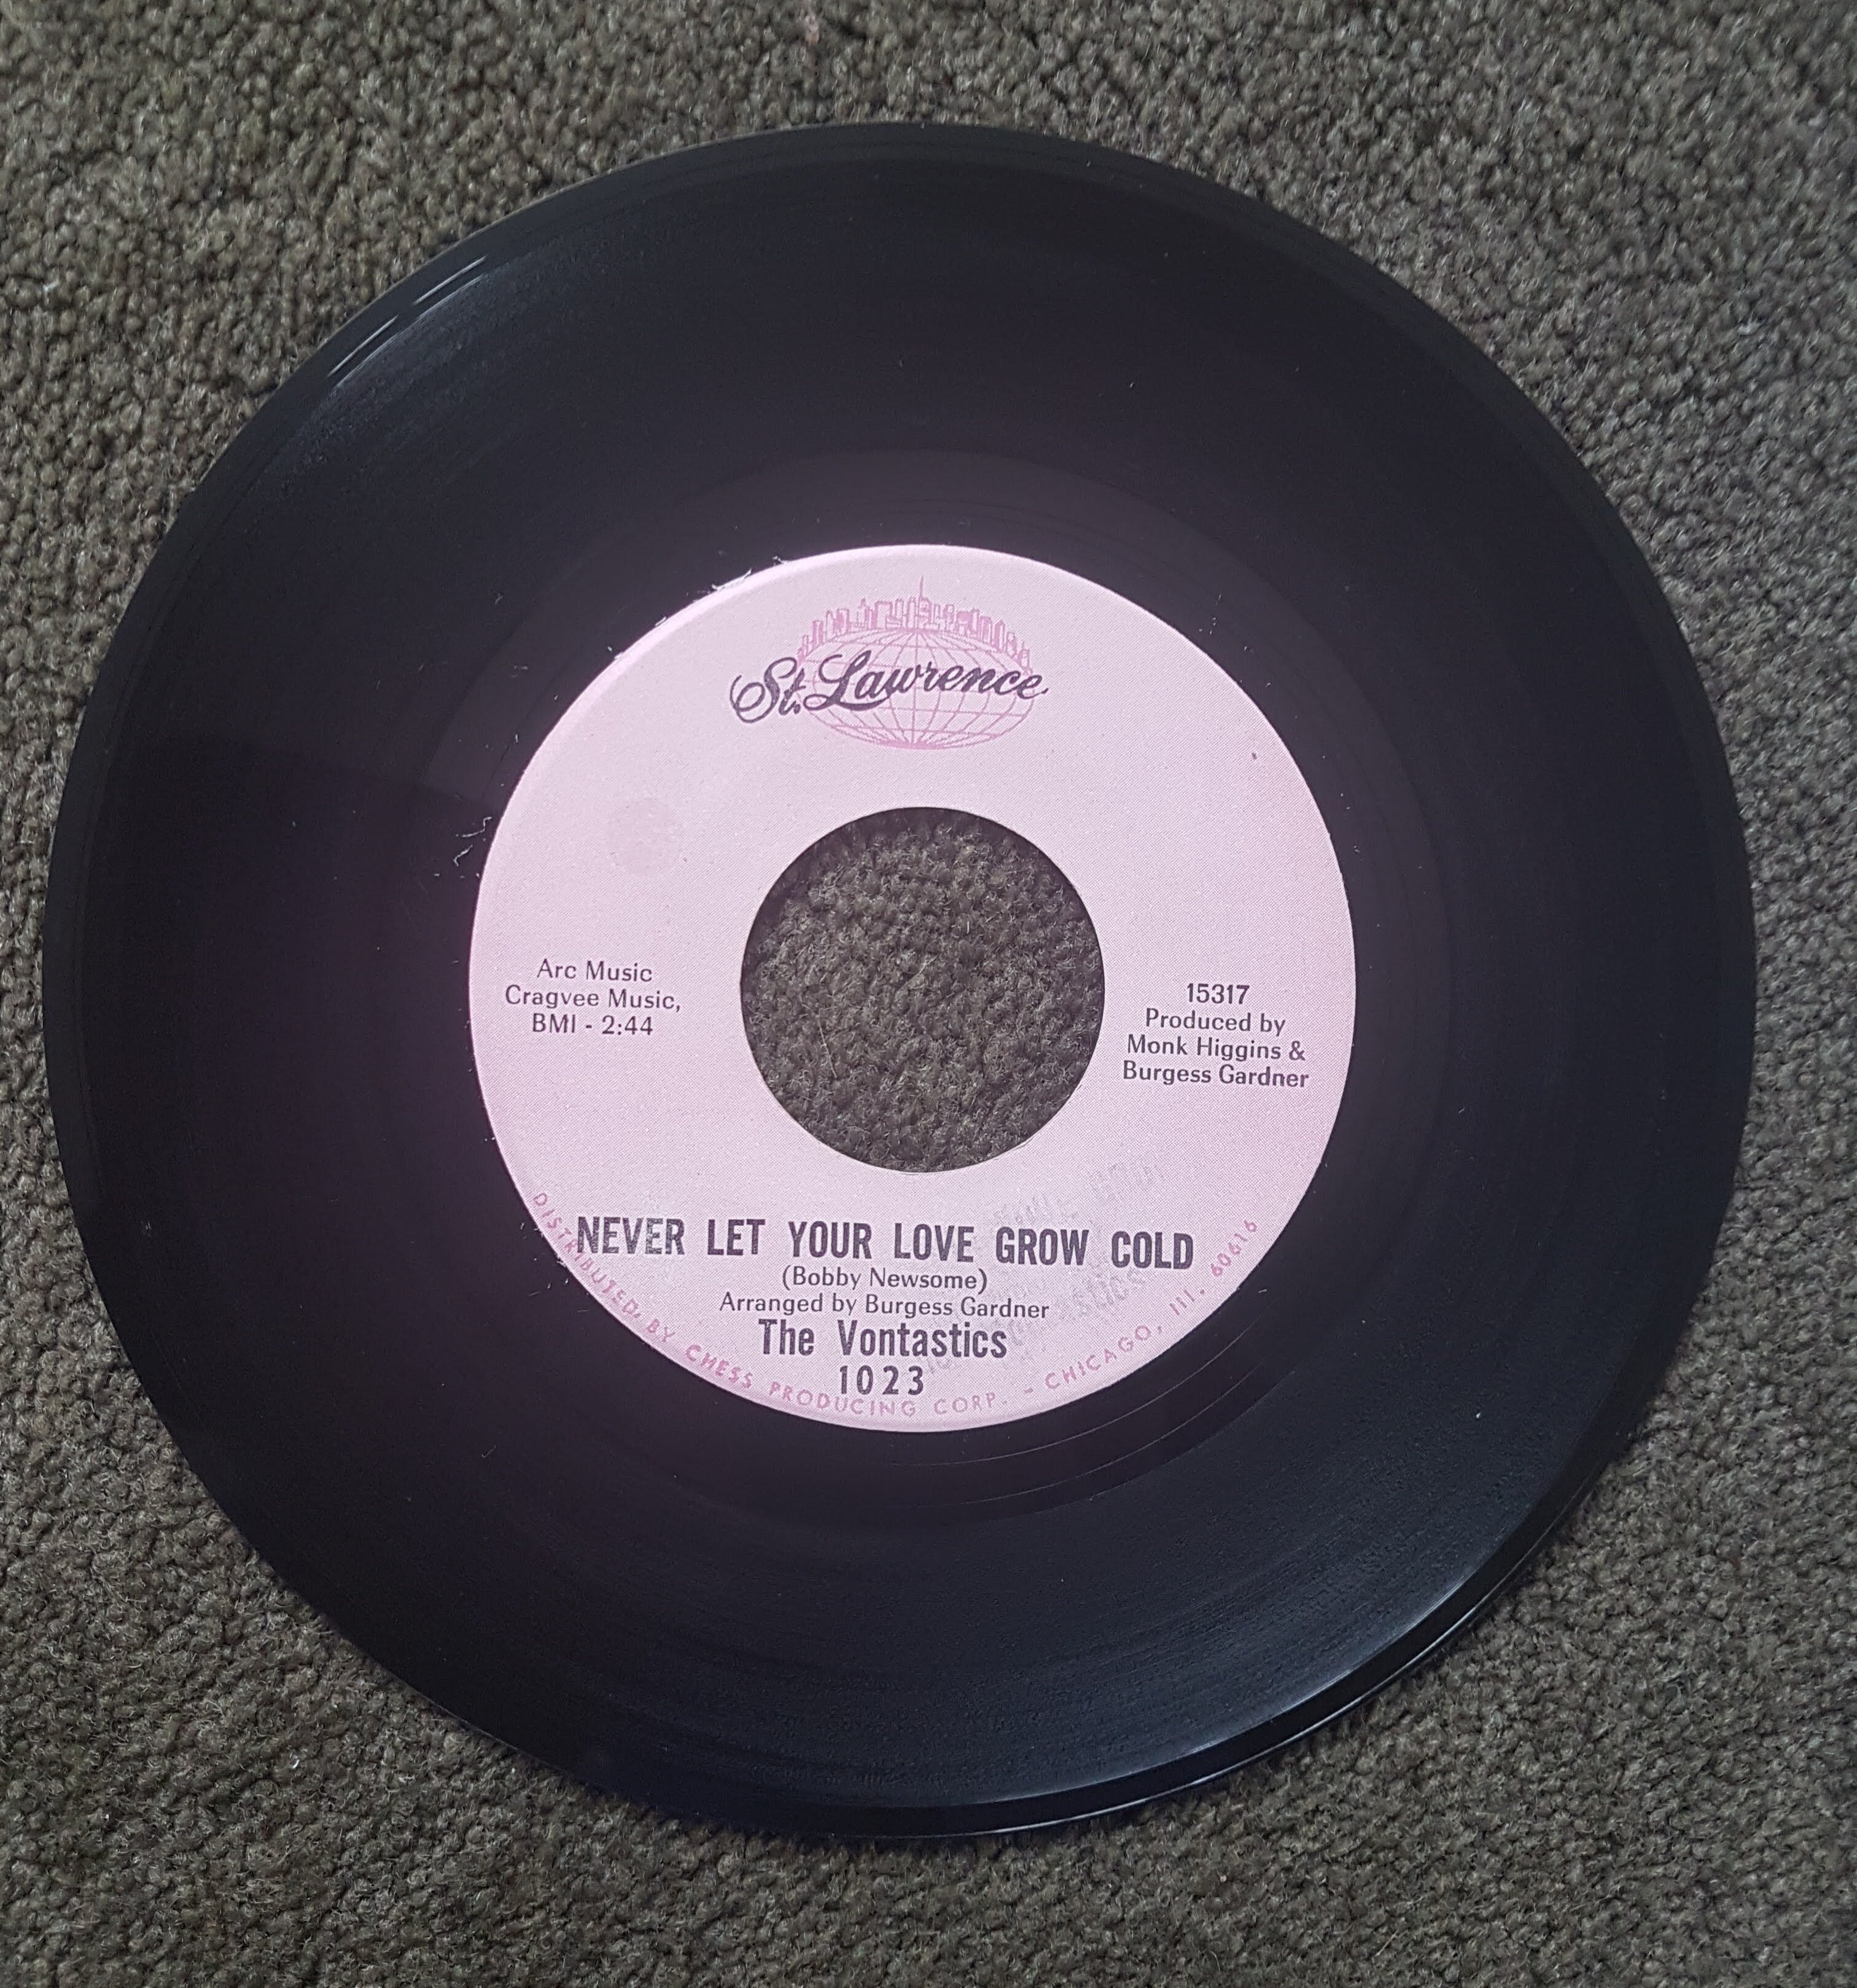 St. Lawrence
Arc Music
Cragvee Music,
BMI - 2:44
15317
Produced by
Monk Higgins &
Burgess Gardner
NEVER LET YOUR LOVE GROW COLD
(Bobby Newsome)
Arranged by Burgess Gardner
The Vontastics
1023
DISTRIBUTED BY CHESS PRODUCING CORP. - CHICAGO, Ill. 60616